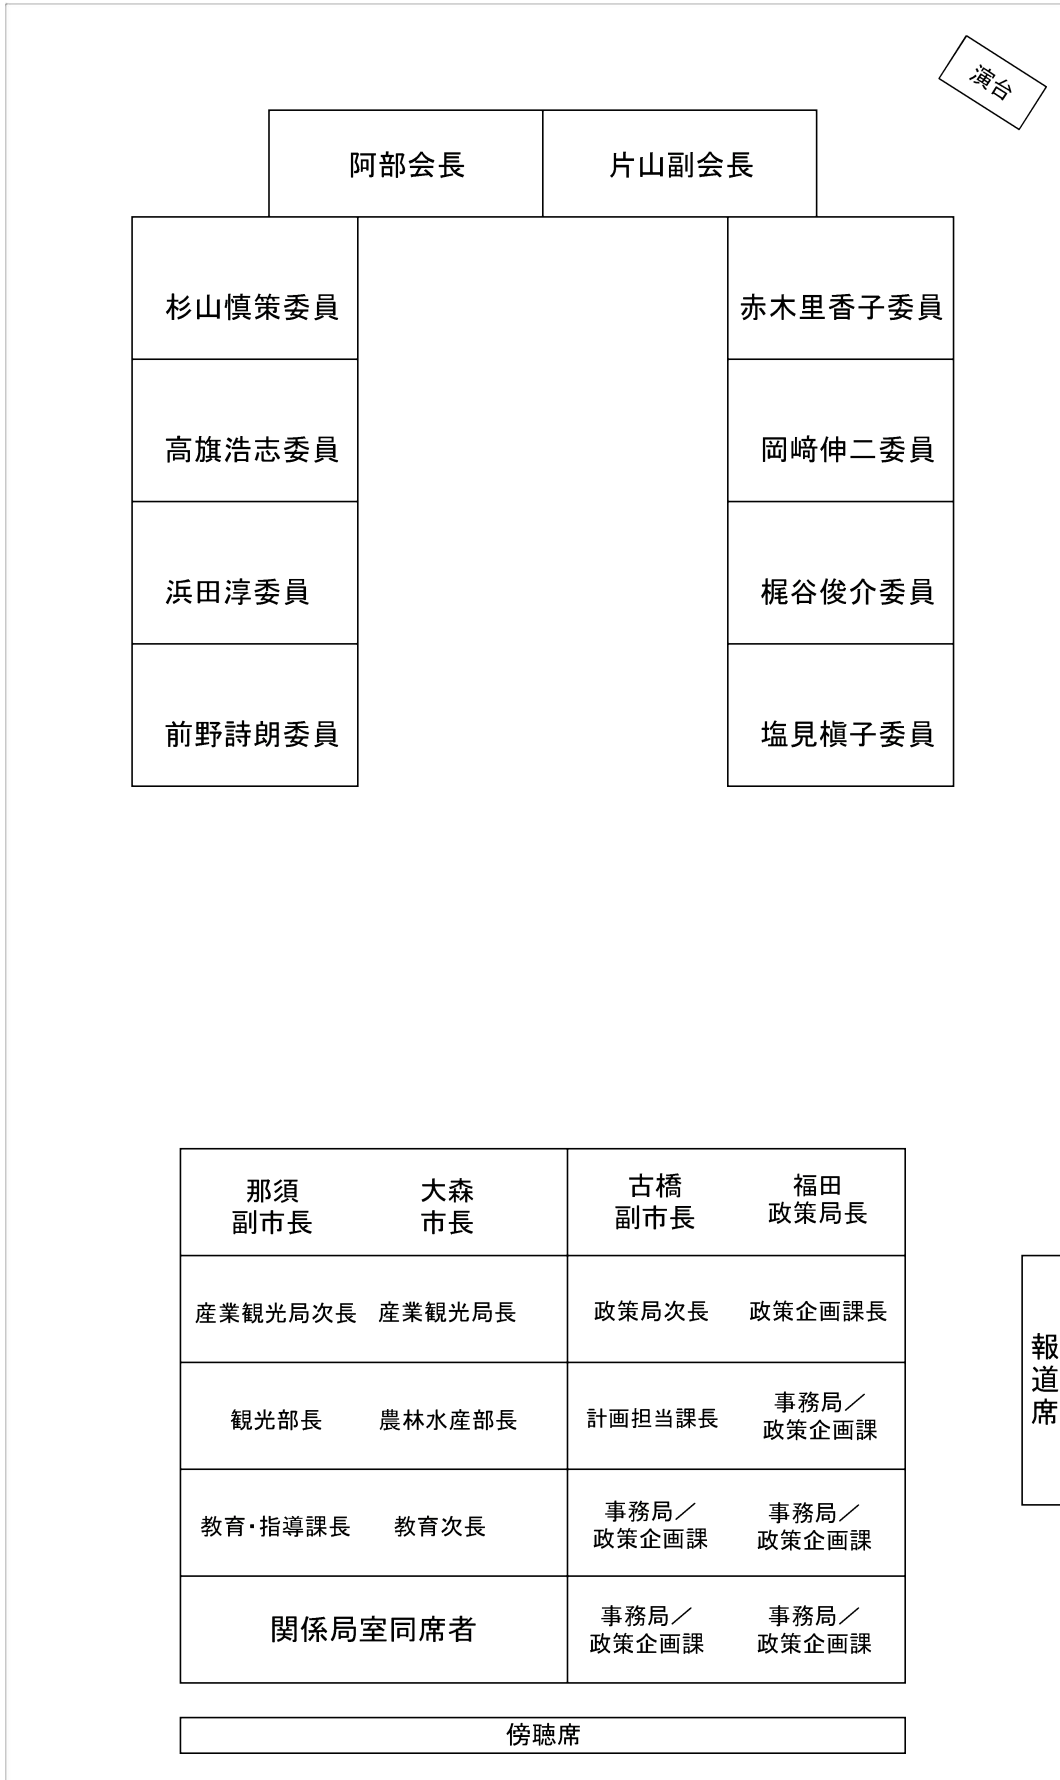 演台
阿部会長
片山副会長
杉山慎策委員
赤木里香子委員
高旗浩志委員
岡﨑伸二委員
浜田淳委員
梶谷俊介委員
前野詩朗委員
塩見槇子委員
那須
副市長
大森
市長
古橋
副市長
福田
政策局長
産業観光局次長
産業観光局長
政策局次長
政策企画課長
観光部長
農林水産部長
計画担当課長
事務局／
政策企画課
教育・指導課長
教育次長
事務局／
政策企画課
事務局／
政策企画課
関係局室同席者
事務局／
政策企画課
事務局／
政策企画課
報道席
傍聴席